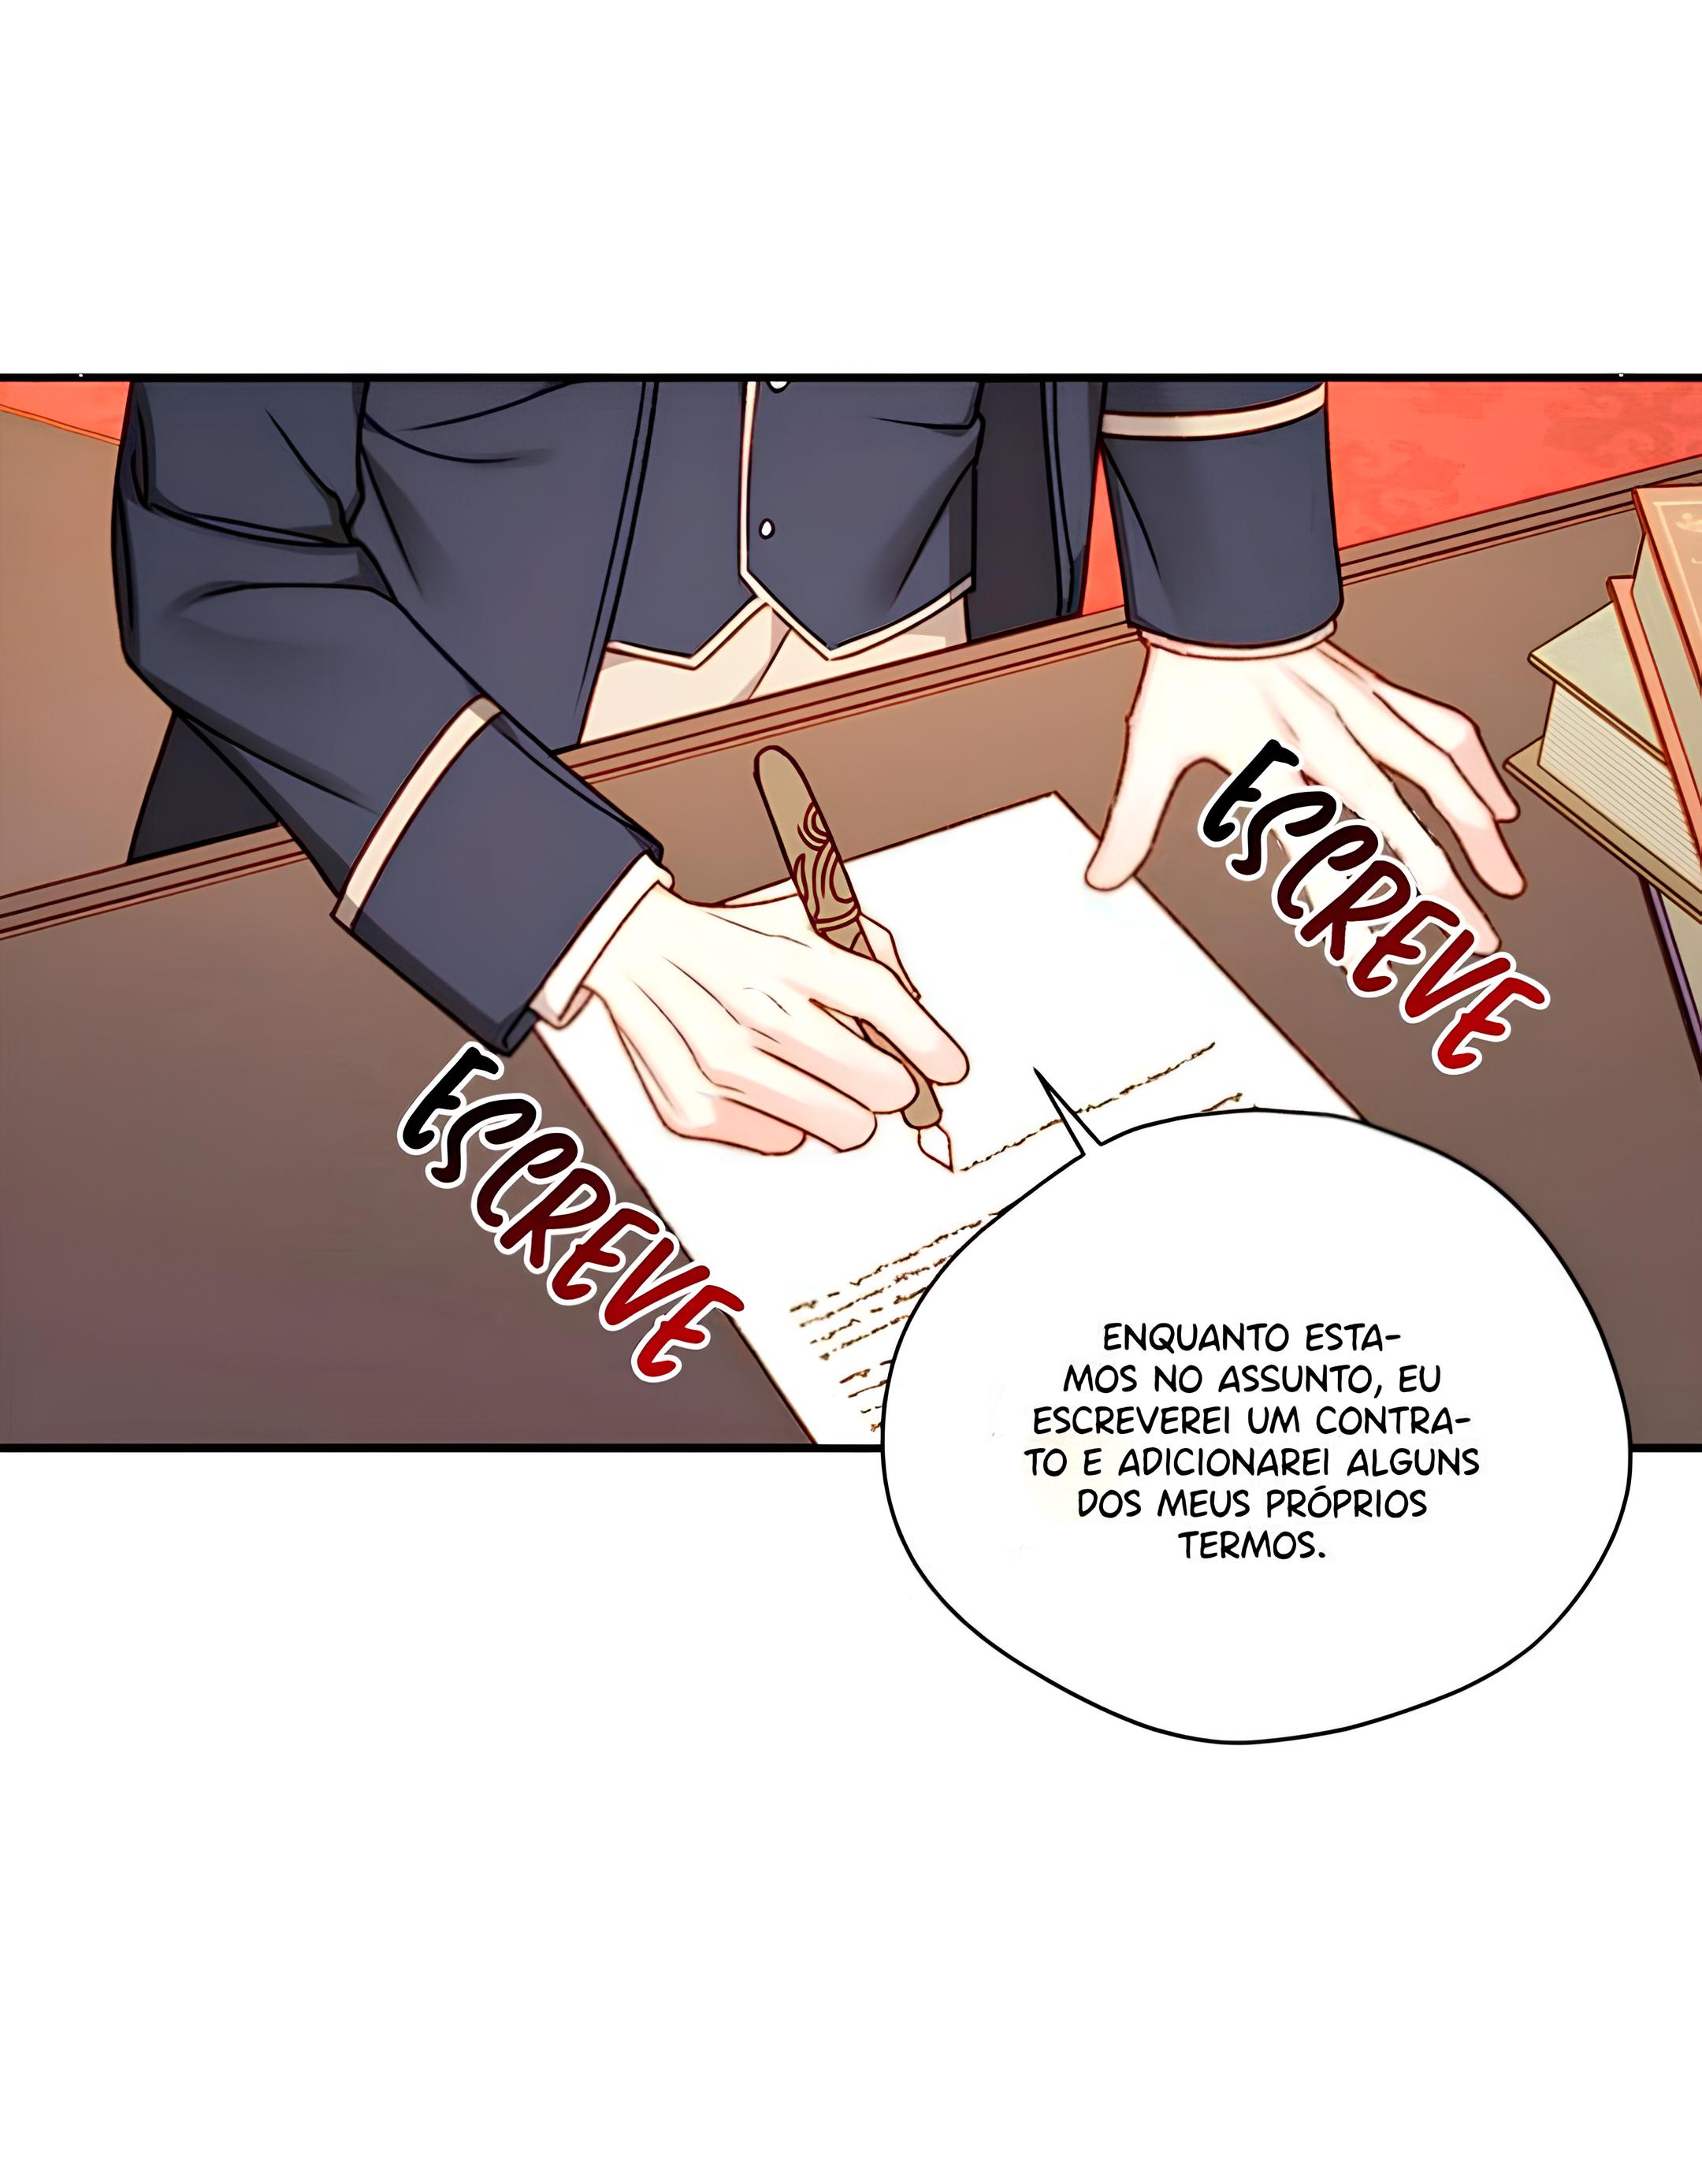 ESCREVE
ESCREVE
ENQUANTO ESTA-
MOS NO ASSUNTO, EU
ESCREVEREI UM CONTRA-
TO E ADICIONAREI ALGUNS
DOS MEUS PRÓPRIOS
TERMOS.